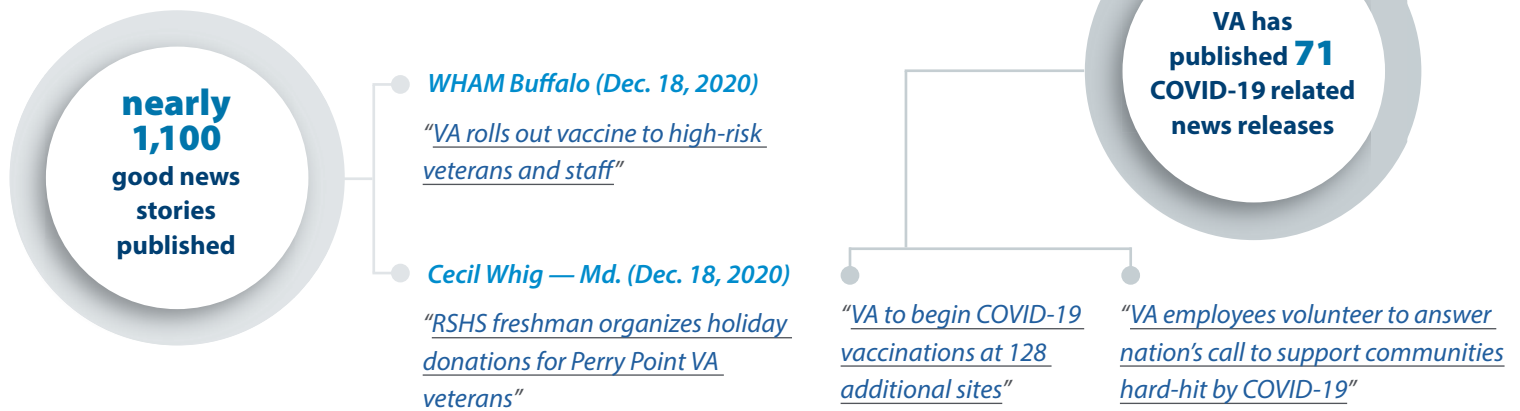 nearly
1,100
good news
stories
published
WHAM Buffalo (Dec. 18, 2020)
“VA rolls out vaccine to high-risk
veterans and staff”
Cecil Whig — Md. (Dec. 18, 2020)
“RSHS freshman organizes holiday
donations for Perry Point VA
veterans”
VA has
published 71
COVID-19 related
news releases
“VA to begin COVID-19
vaccinations at 128
additional sites”
“VA employees volunteer to answer
nation’s call to support communities
hard-hit by COVID-19”